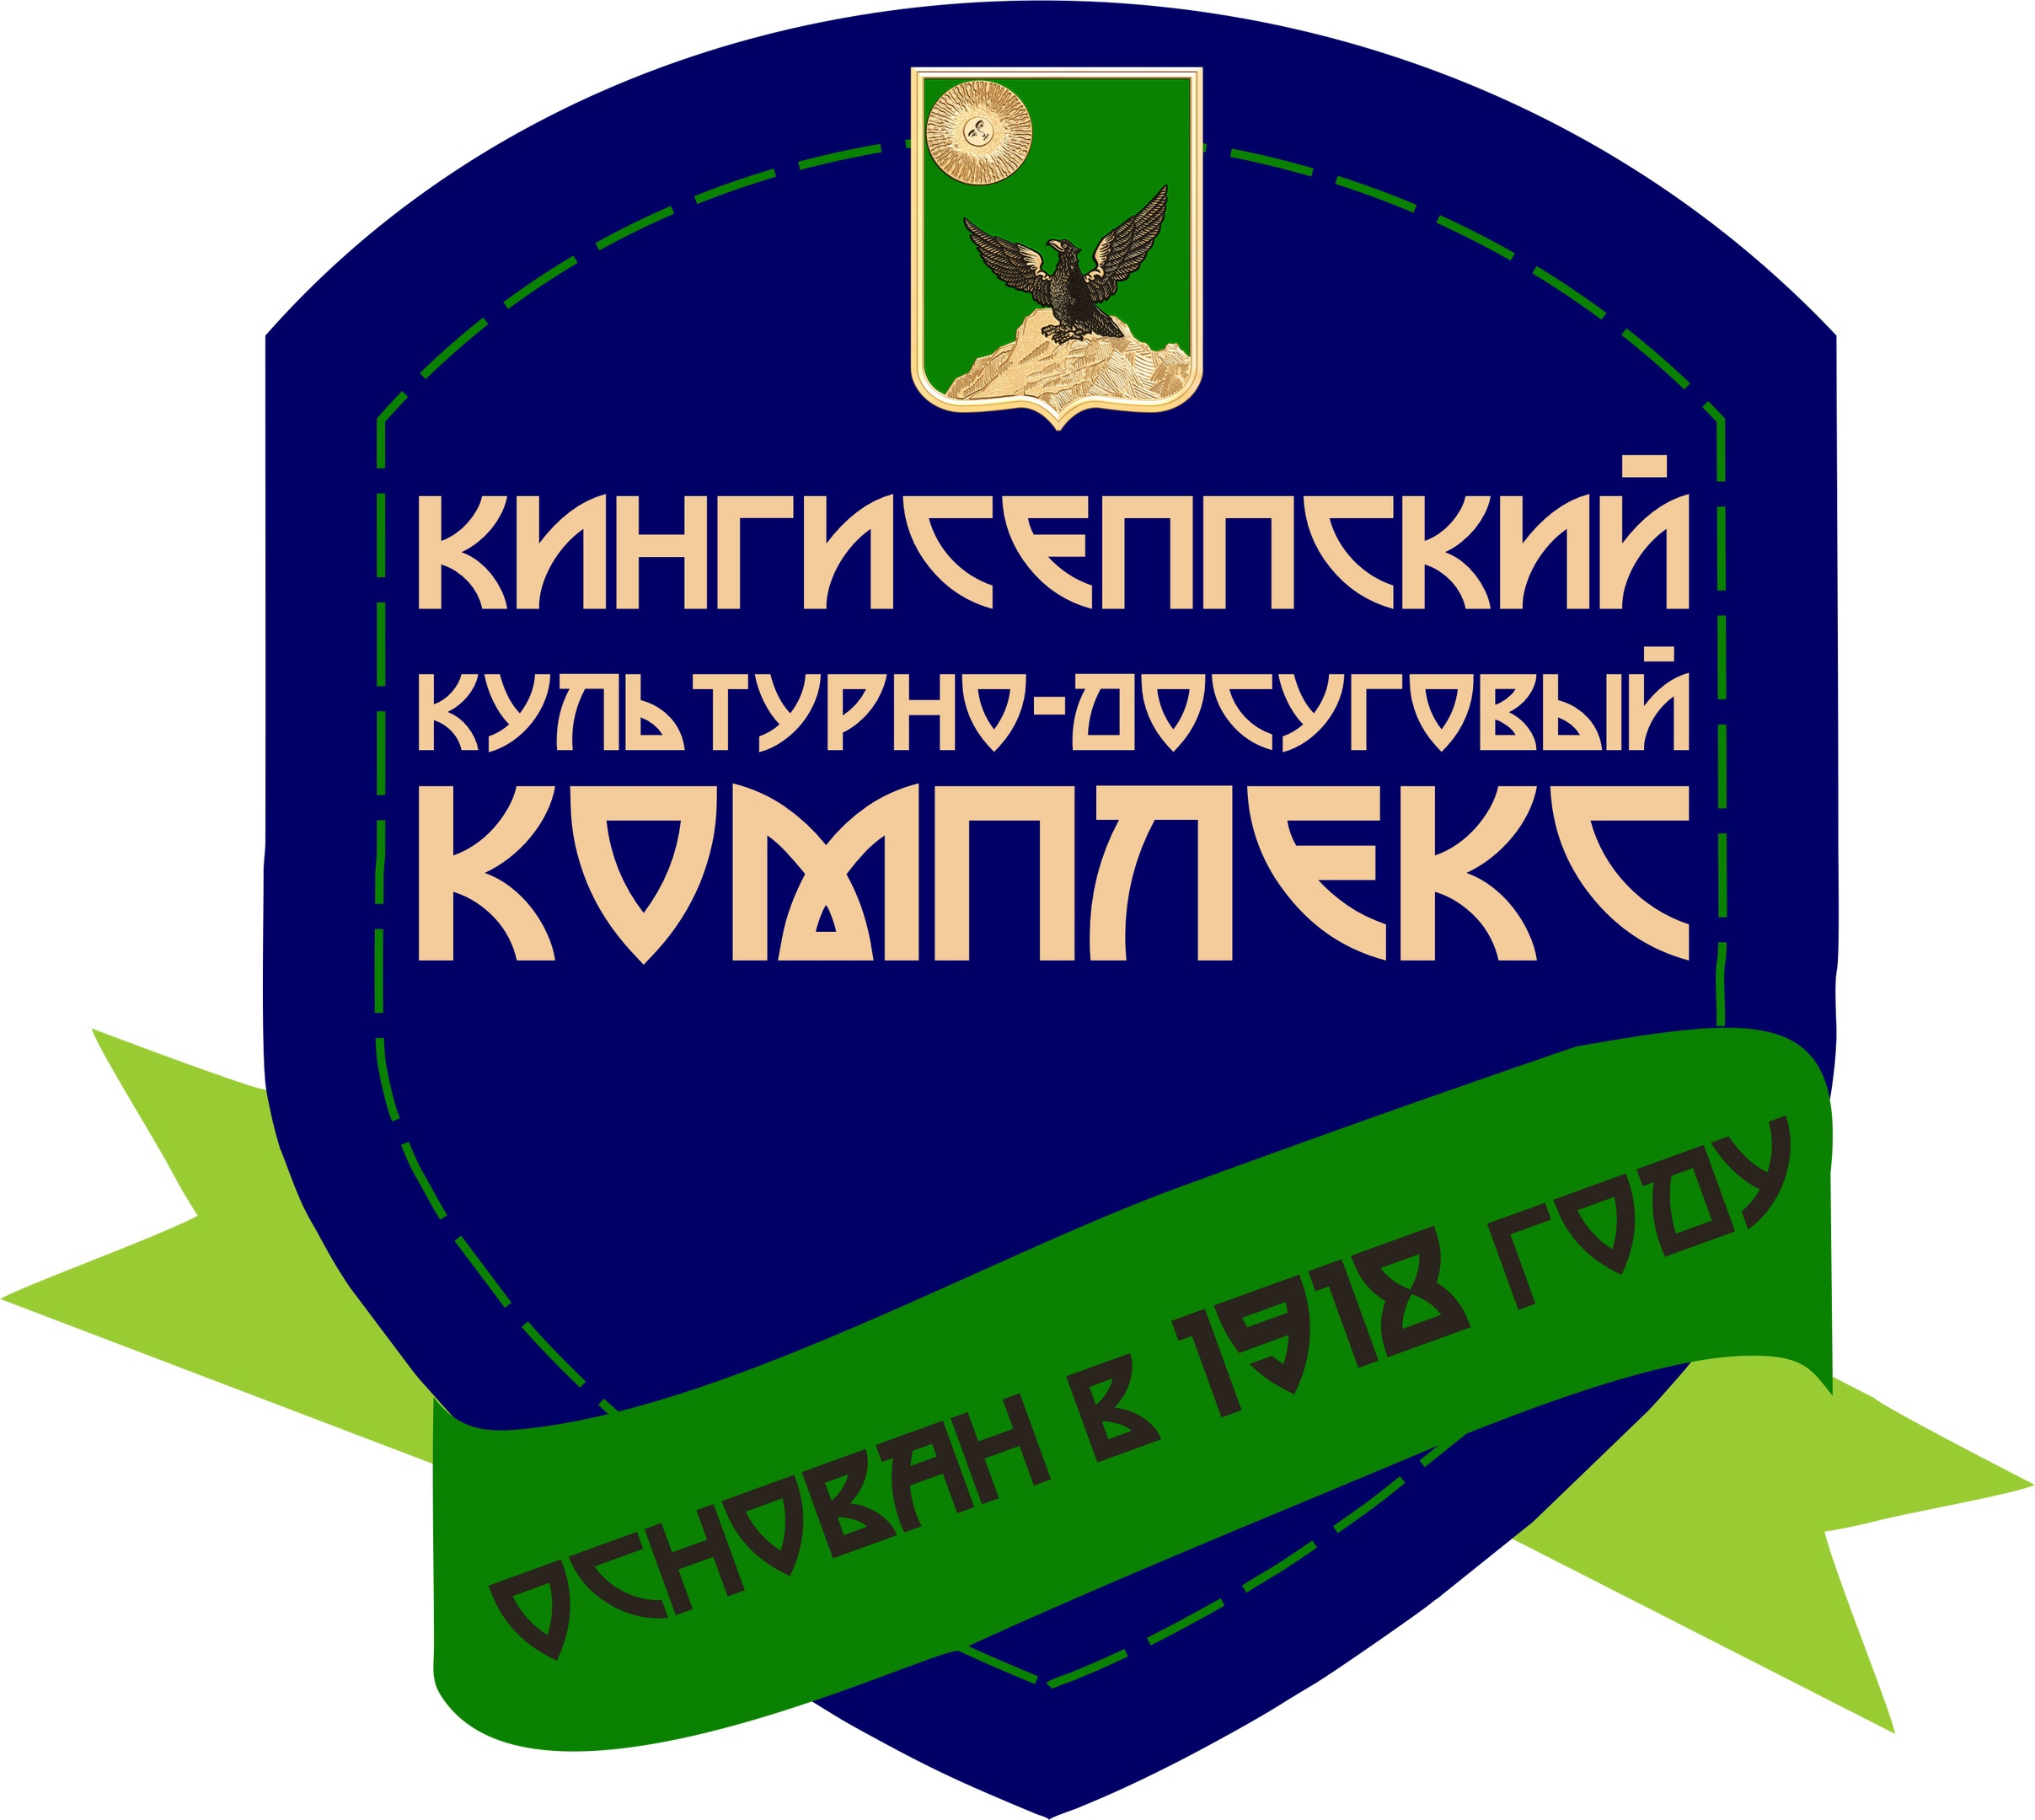 КИНГИСЕППСКИЙ
КУЛЬТУРНО-ДОСУГОВЫЙ
КОМПЛЕКС
ОСНОВАН В 1918 ГОДУ